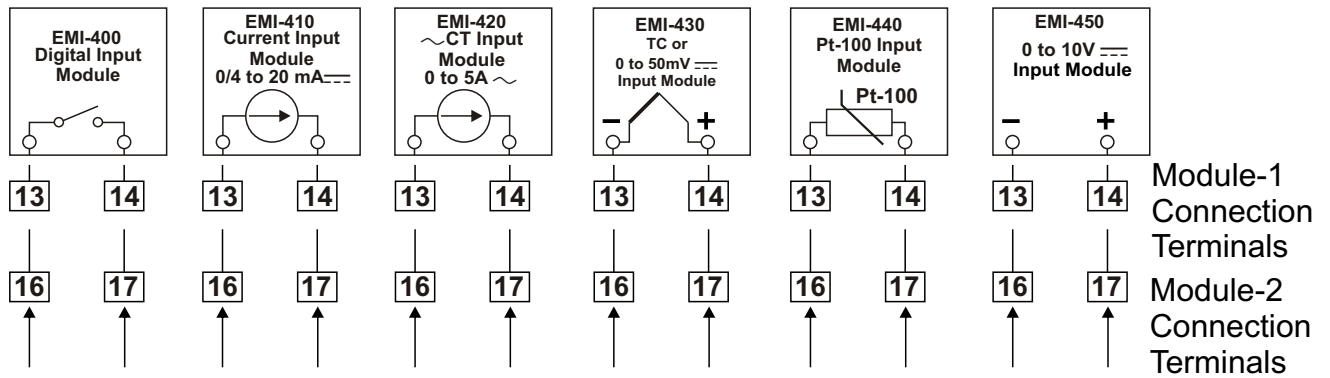 EMI-400
Digital Input
Module
EMI-410
Current Input
Module
0/4 to 20 mA
EMI-420
CT Input
Module
0 to 5A
EMI-430
TC or
0 to 50mV
Input Module
EMI-440
Pt-100 Input
Module
Pt-100
EMI-450
0 to 10V
Input Module
− +
− +
13 14 13 14 13 14 13 14 13 14 13 14
Module-1
Connection
Terminals
16 17 16 17 16 17 16 17 16 17 16 17
Module-2
Connection
Terminals